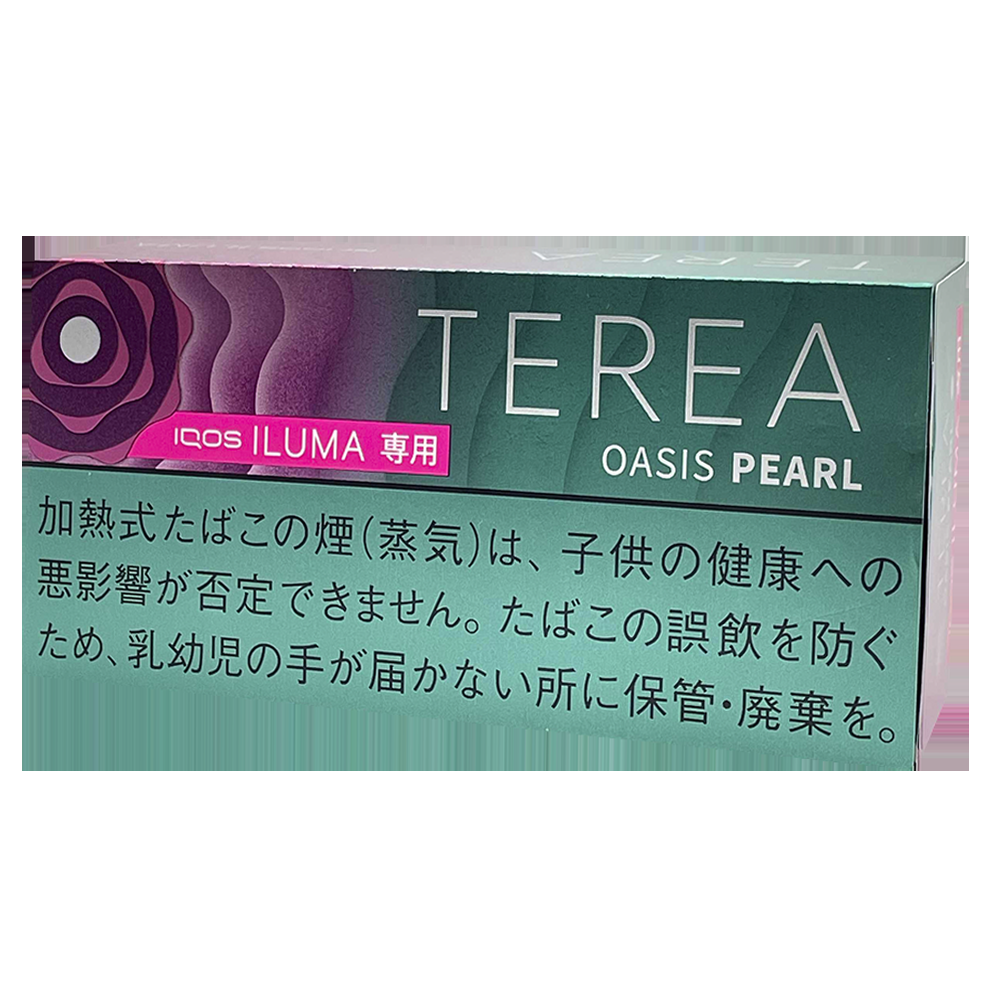 TEREA
TEREA
IQOS ILUMA 専用
OASIS PEARL
加熱式たばこの煙(蒸気)は、子供の健康への
悪影響が否定できません。たばこの誤飲を防ぐ
ため、乳幼児の手が届かない所に保管・廃棄を。